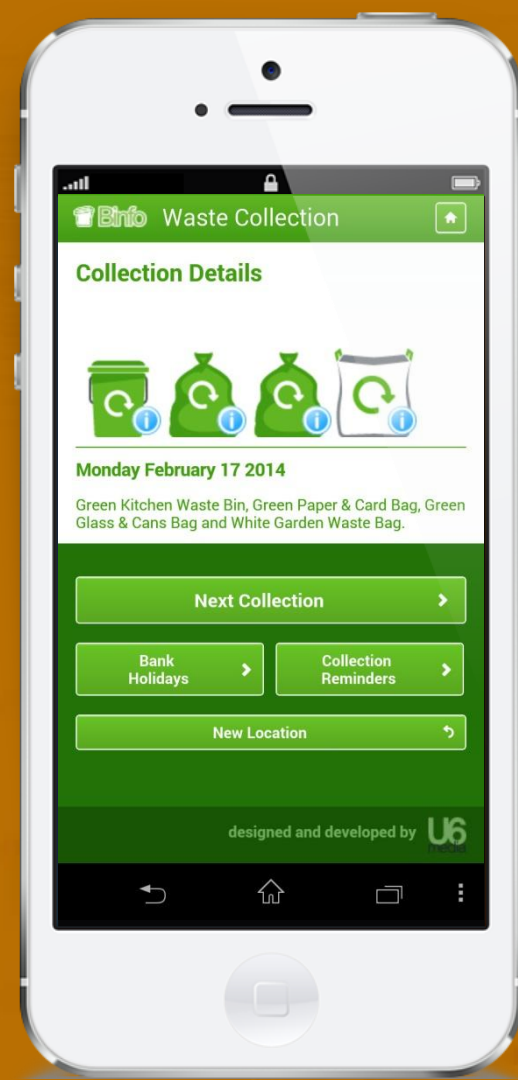 Binfo Waste Collection
Collection Details
Monday February 17 2014
Green Kitchen Waste Bin, Green Paper & Card Bag, Green
Glass & Cans Bag and White Garden Waste Bag.
Next Collection
Bank
Holidays
Collection
Reminders
New Location
designed and developed by U6
media